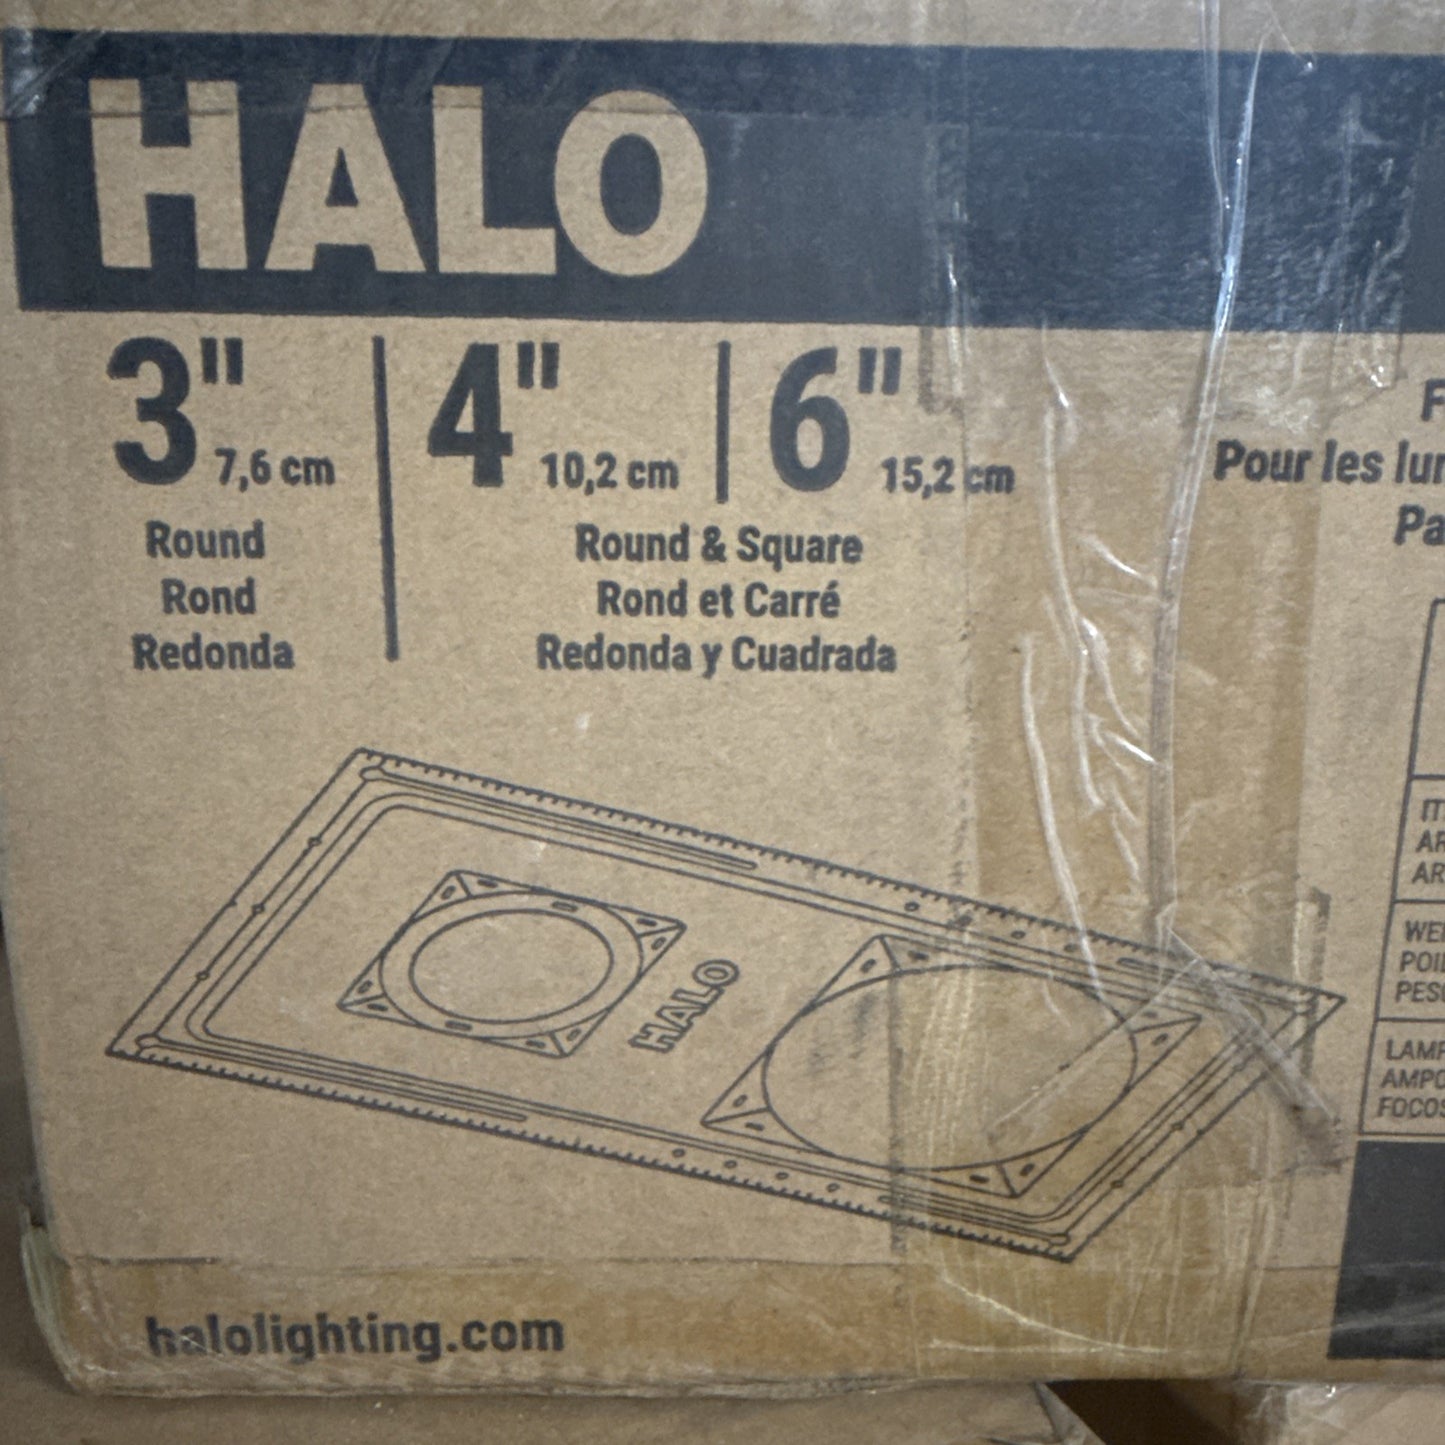 HALO
3" 7,6 cm
4" 10,2 cm
6" 15,2 cm
Round
Rond
Redonda
Round & Square
Rond et Carré
Redonda y Cuadrada
Pour les
HALO
halolighting.com